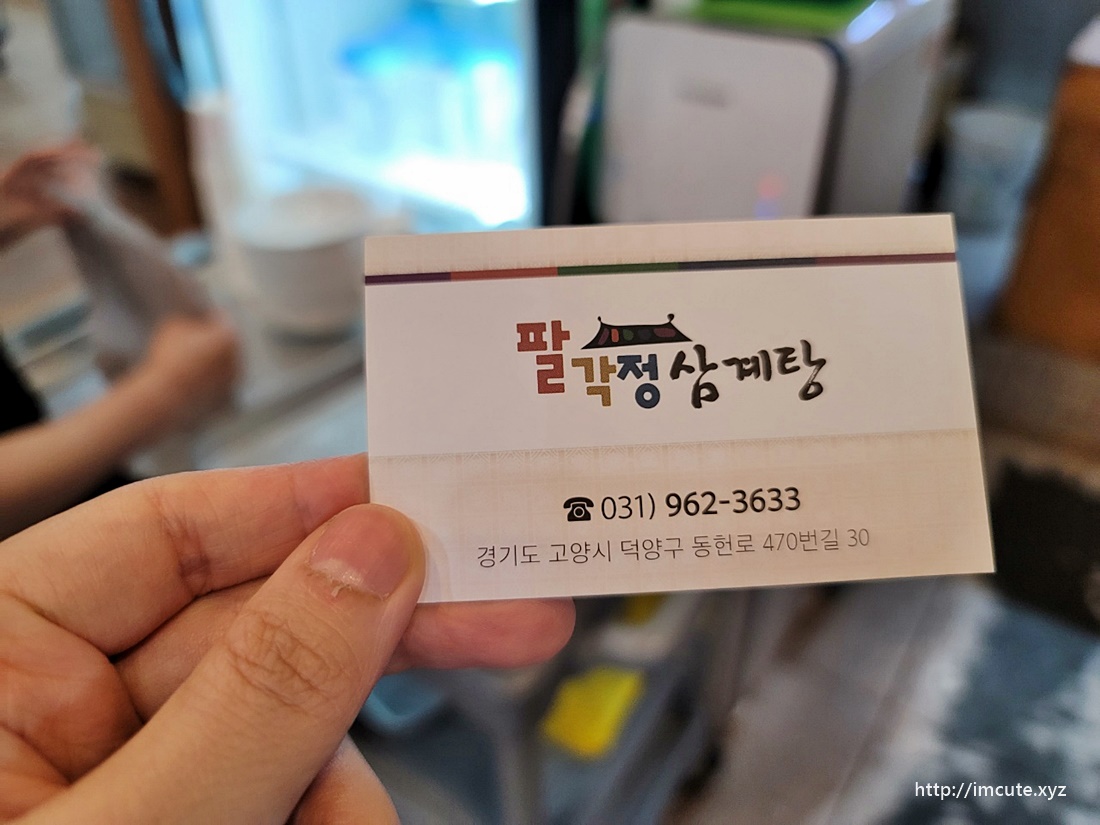 팔각정 삼계탕
☎ 031) 962-3633
경기도 고양시 덕양구 동헌로 470번길 30
http://imcute.xyz